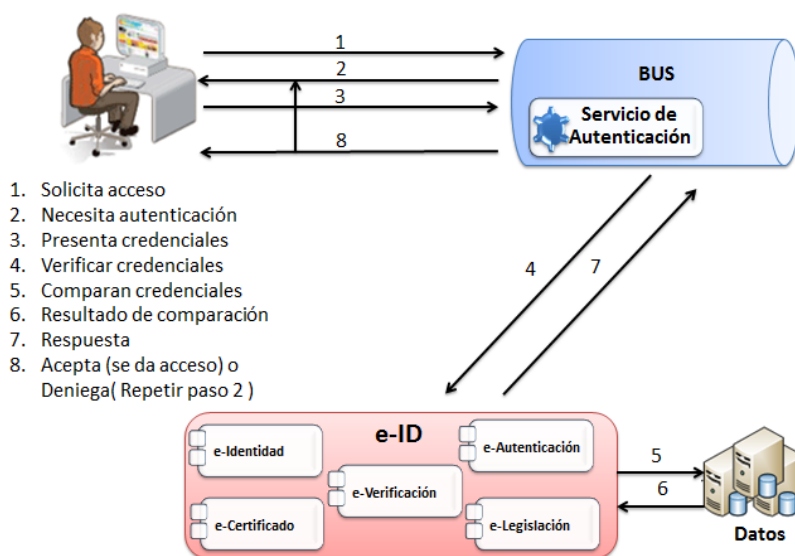 1
2
3
8
BUS
Servicio de
Autenticación
1. Solicita acceso
2. Necesita autenticación
3. Presenta credenciales
4. Verificar credenciales
5. Comparan credenciales
6. Resultado de comparación
7. Respuesta
8. Acepta (se da acceso) o
Deniega( Repetir paso 2 )
4
7
e-ID
e-Identidad
e-Autenticación
e-Verificación
e-Certificado
e-Legislación
5
6
Datos